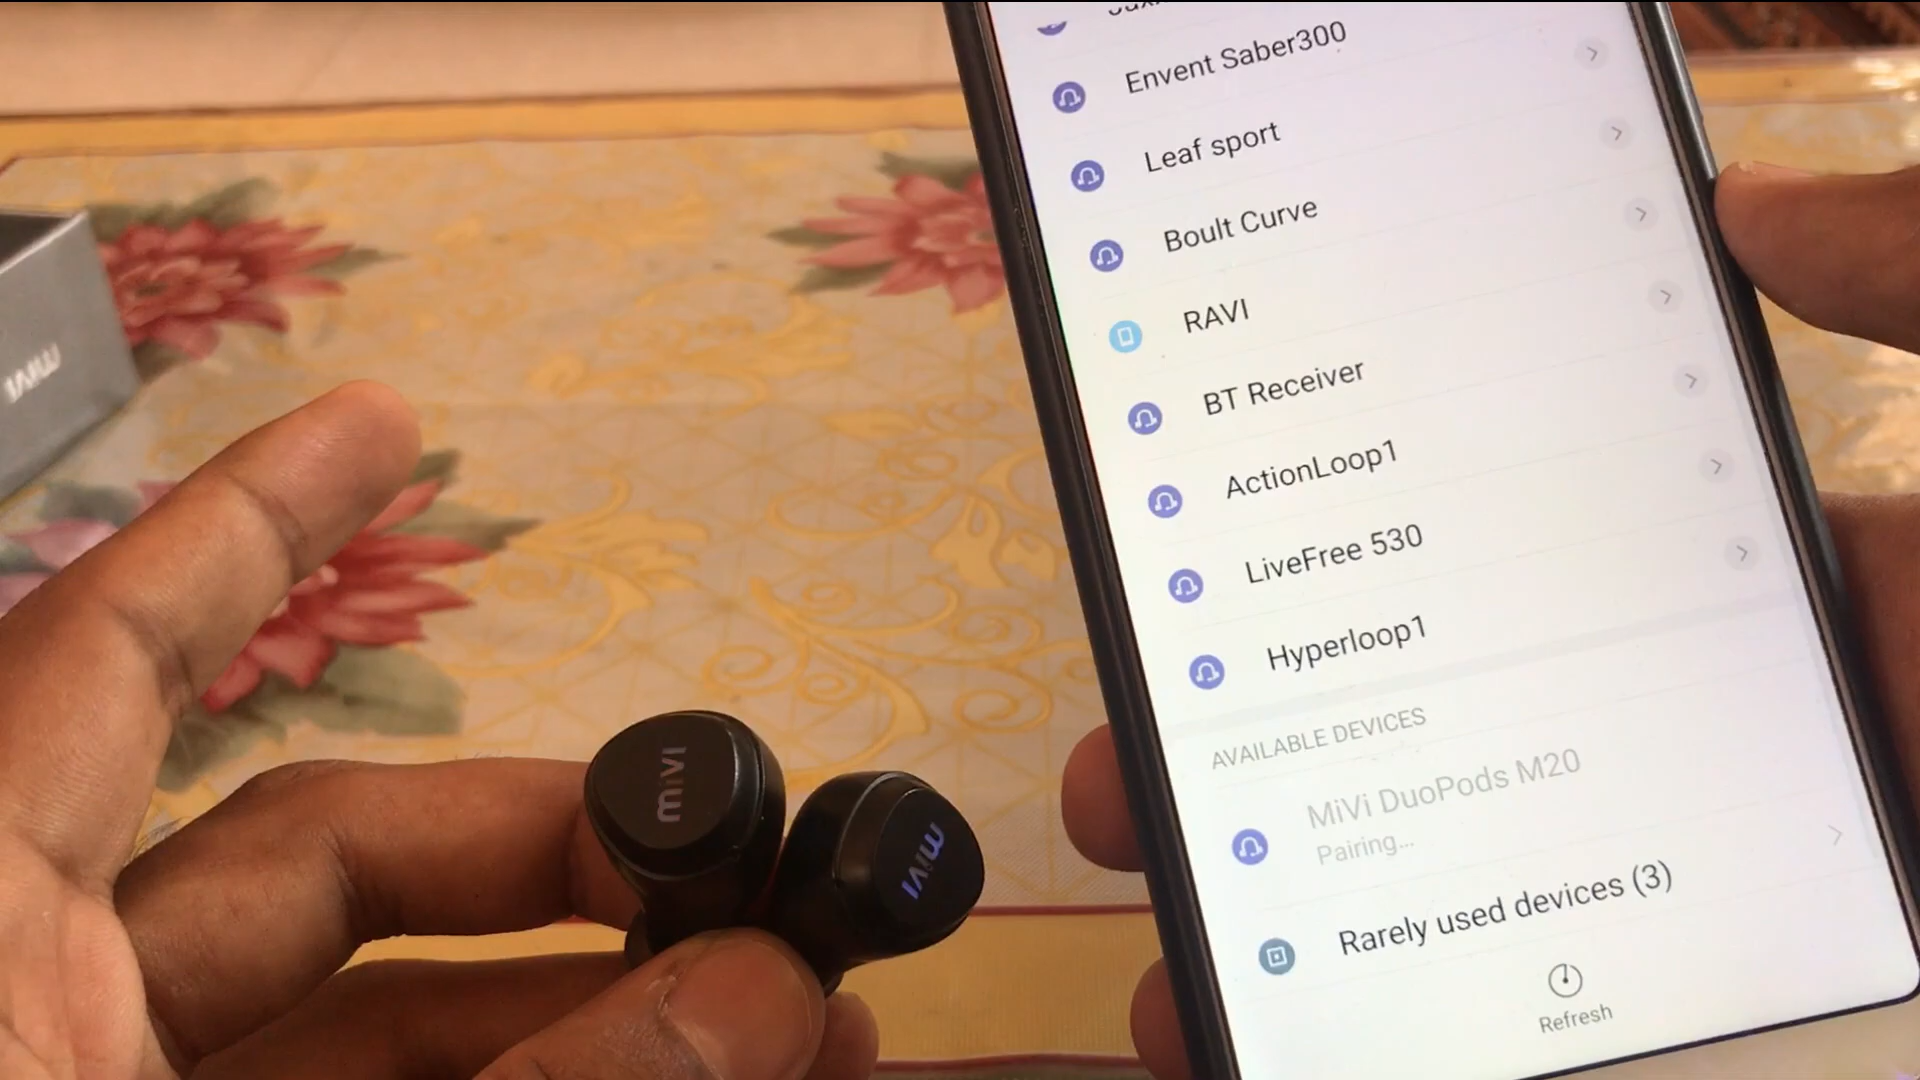 Envent Saber300
Leaf sport
Boult Curve
RAVI
BT Receiver
ActionLoop1
LiveFree 530
Hyperloop1
AVAILABLE DEVICES
MiVi DuoPods M20
Pairing...
Rarely used devices (3)
Refresh
mivi
mivi
mivi